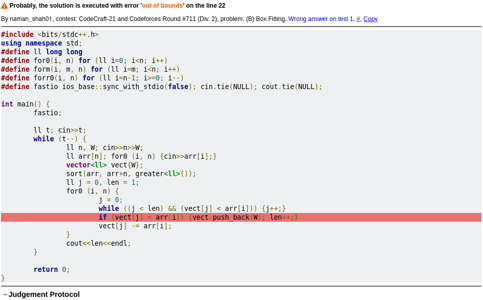 Probably, the solution is executed with error 'out of bounds' on the line 22
By naman_shah01, contest: CodeCraft-21 and Codeforces Round #711 (Div. 2), problem: (B) Box Fitting, Wrong answer on test 1, #, Copy
#include <bits/stdc++.h>
using namespace std;
#define ll long long
#define for0(i, n) for (ll i=0; i<n; i++)
#define form(i, m, n) for (ll i=m; i<n; i++)
#define forr0(i, n) for (ll i=n-1; i>=0; i--)
#define fastio ios_base::sync_with_stdio(false); cin.tie(NULL); cout.tie(NULL);
int main() {
fastio;
ll t; cin>>t;
while (t--) {
ll n, W; cin>>n>>W;
ll arr[n]; for0 (i, n) {cin>>arr[i];}
vector<ll> vect{W};
sort(arr, arr+n, greater<ll>());
ll j = 0, len = 1;
for0 (i, n) {
j = 0;
while ((j < len) && (vect[j] < arr[i])) {j++;}
if (vect[j] < arr[i]) {vect.push_back(W); len++;}
vect[j] -= arr[i];
}
cout<<len<<endl;
}
return 0;
}
→Judgement Protocol